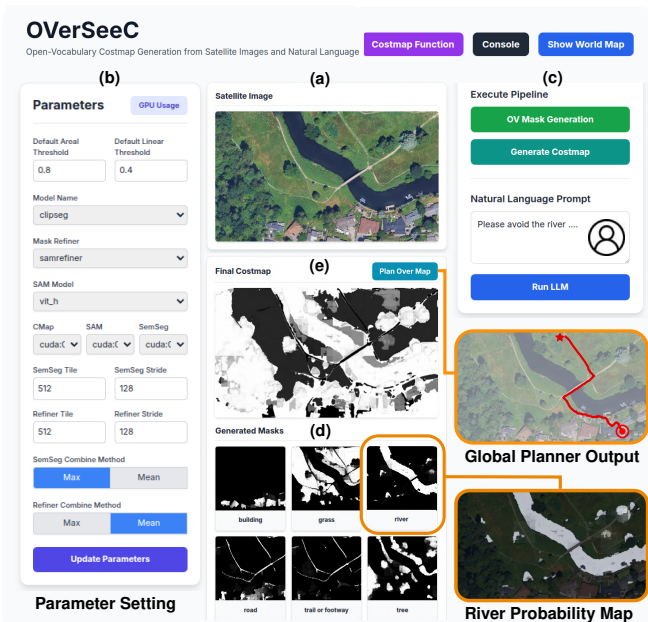 OVerSeeC
Open-Vocabulary Costmap Generation from Satellite Images and Natural Language
Costmap Function
Console
Show World Map
(b)
Parameters
GPU Usage
Default Areal
Threshold
Default Linear
Threshold
0.8
0.4
Model Name
clipseg
Mask Refiner
samrefiner
SAM Model
vit_h
CMap
SAM
SemSeg
cuda:(
cuda:(
cuda:(
SemSeg Tile
SemSeg Stride
512
128
Refiner Tile
Refiner Stride
512
128
SemSeg Combine Method
Max
Mean
Refiner Combine Method
Max
Mean
Update Parameters
Parameter Setting
(a)
Satellite Image
(e)
Final Costmap
Plan Over Map
(d)
Generated Masks
building
grass
river
road
trail or footway
tree
(c)
Execute Pipeline
OV Mask Generation
Generate Costmap
Natural Language Prompt
Please avoid the river ....
Run LLM
Global Planner Output
River Probability Map